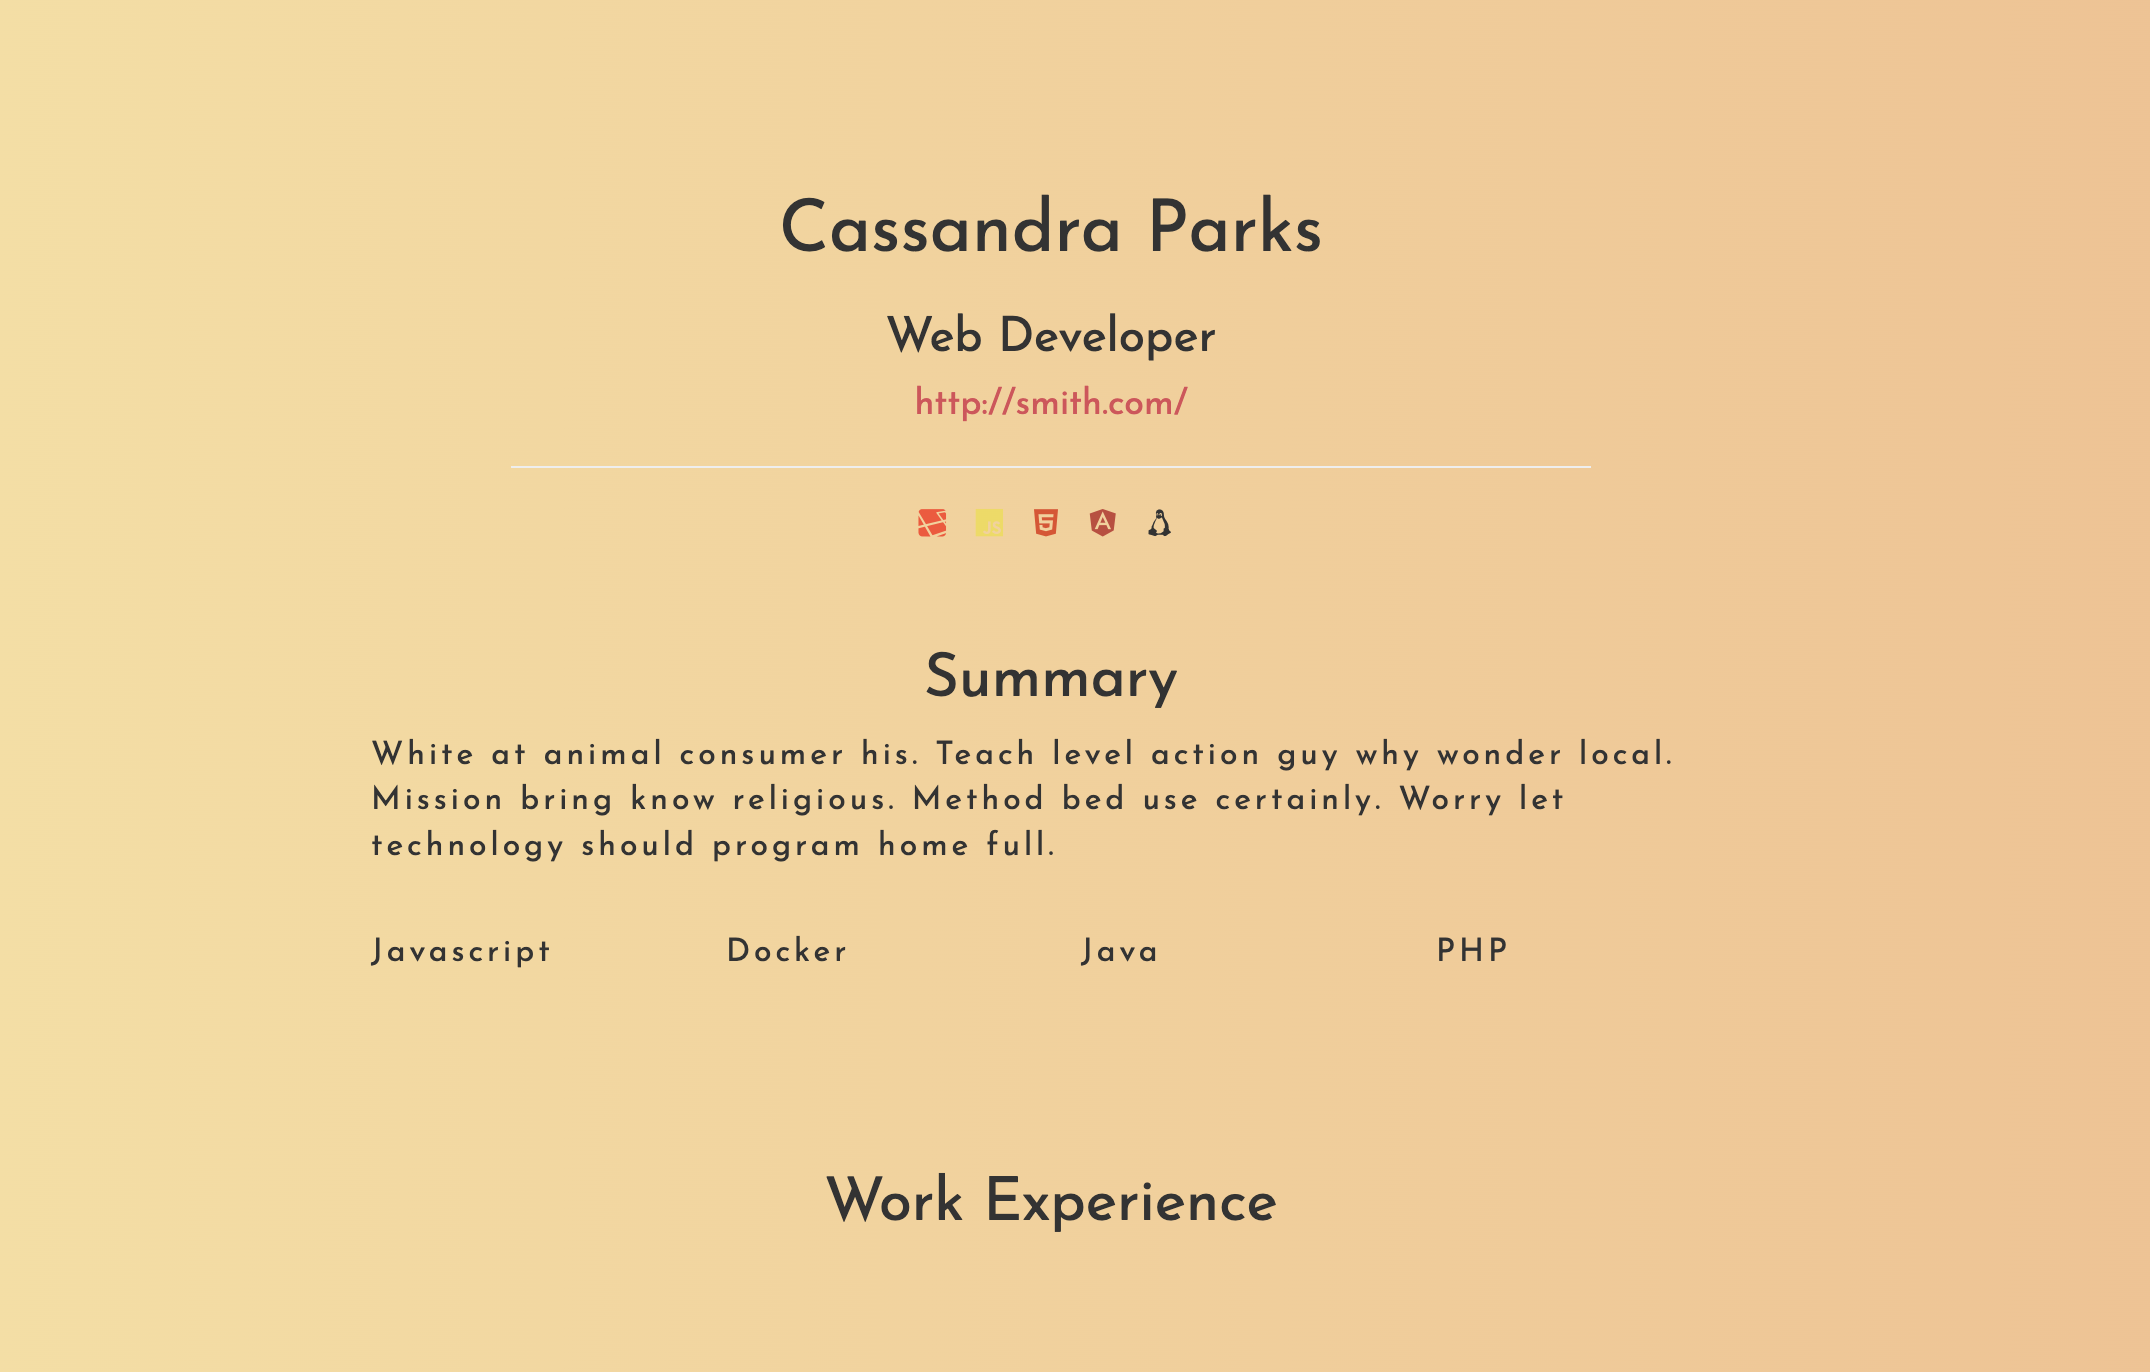 Cassandra Parks
Web Developer
http://smith.com/
Summary
White at animal consumer his. Teach level action guy why wonder local.
Mission bring know religious. Method bed use certainly. Worry let
technology should program home full.
Javascript Docker Java PHP
Work Experience